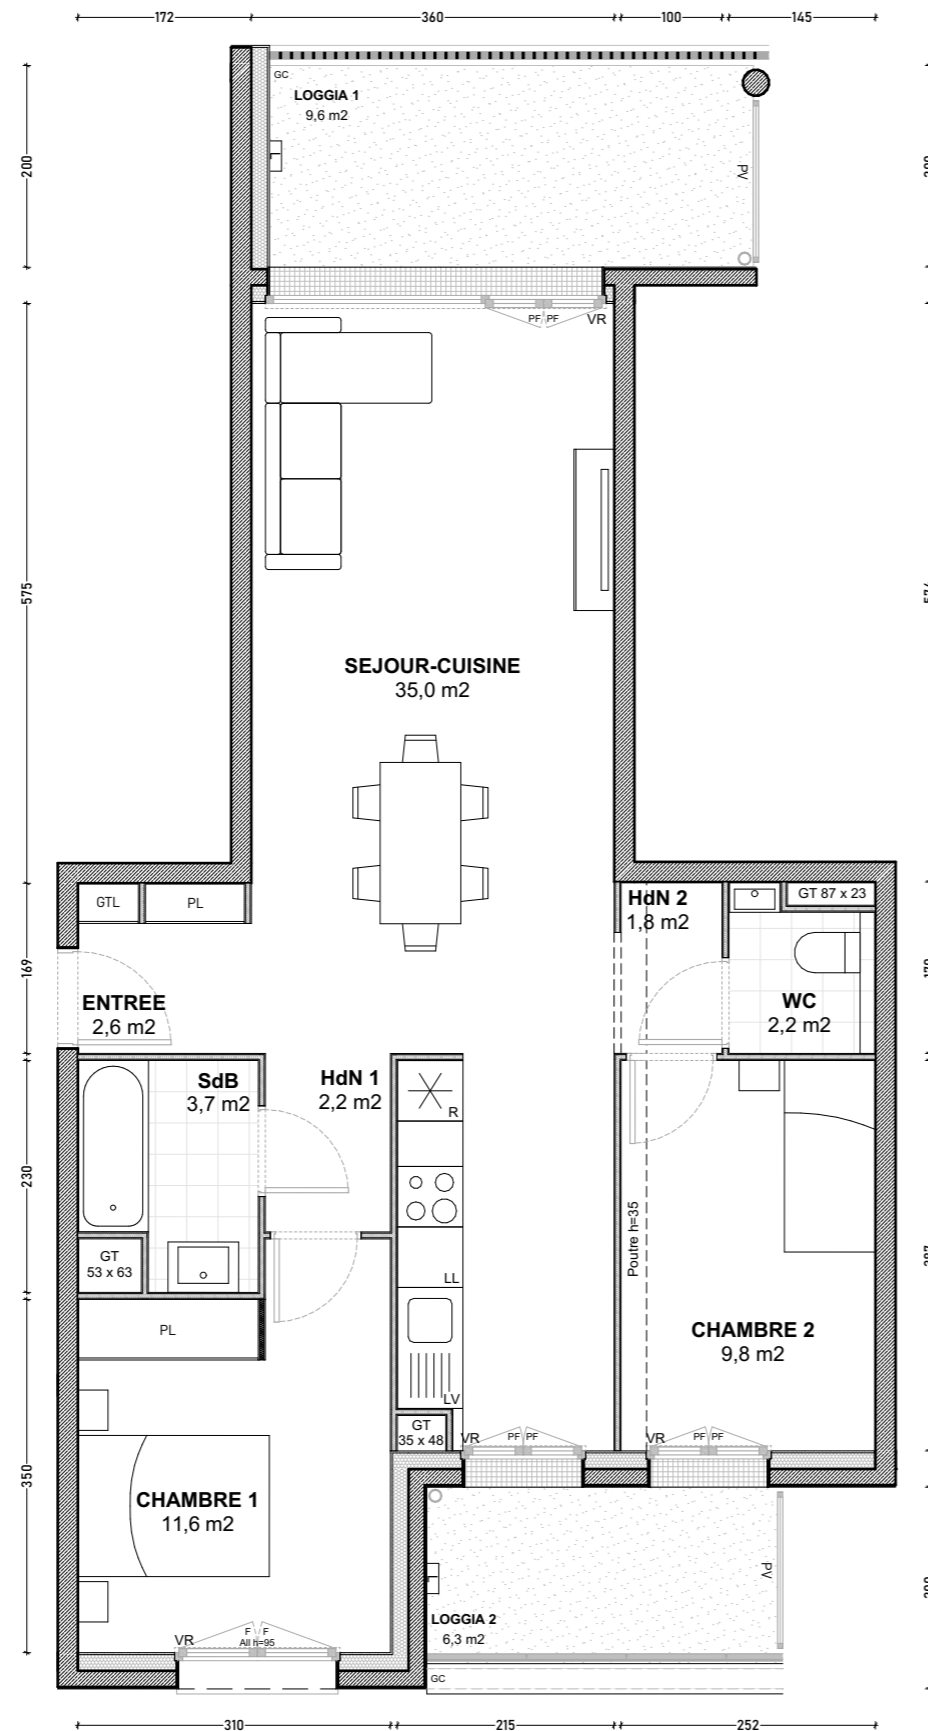 172
360
100
145
GC
LOGGIA 1
9,6 m2
200
PV
PF PF
VR
575
SEJOUR-CUISINE
35,0 m2
GTL
PL
HdN 2
1,8 m2
GT 87 x 23
169
ENTREE
2,6 m2
WC
2,2 m2
SdB
3,7 m2
HdN 1
2,2 m2
R
230
GT
53 x 63
LL
Poutre h=35
PL
CHAMBRE 2
9,8 m2
LV
GT
35 x 48
VR
PF PF
VR
PF PF
350
CHAMBRE 1
11,6 m2
PV
LOGGIA 2
6,3 m2
VR
F F
All h=95
GC
310
215
252